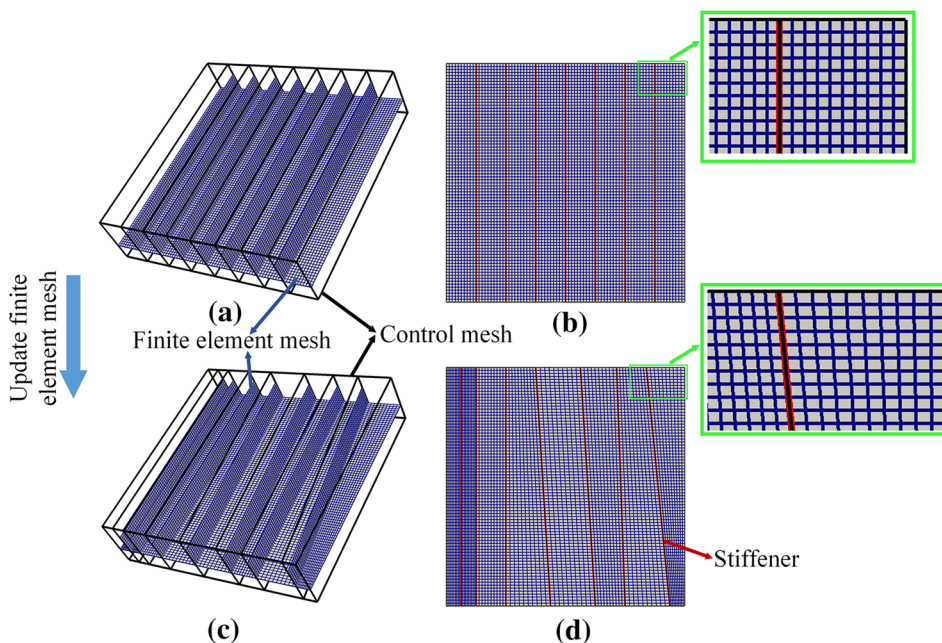 (a)
(b)
Update finite
element mesh
Finite element mesh
Control mesh
Stiffener
(c)
(d)